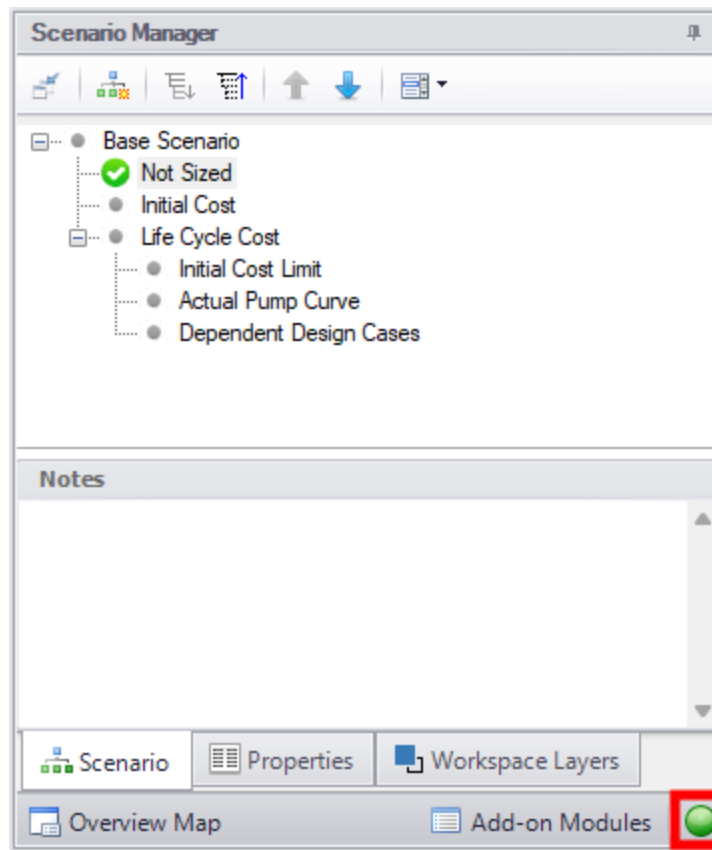 Scenario Manager
Base Scenario
Not Sized
Initial Cost
Life Cycle Cost
Initial Cost Limit
Actual Pump Curve
Dependent Design Cases
Notes
Scenario Properties Workspace Layers
Overview Map Add-on Modules